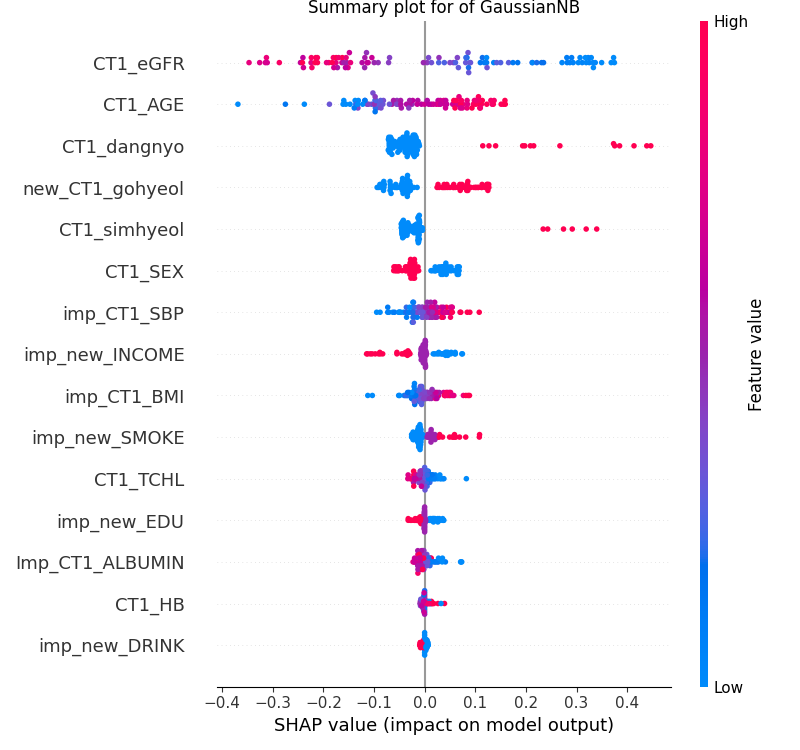 Summary plot for of GaussianNB
High
CT1_eGFR
CT1_AGE
CT1_dangnyo
new_CT1_gohyeol
CT1_simhyeol
CT1_SEX
imp_CT1_SBP
imp_new_INCOME
imp_CT1_BMI
imp_new_SMOKE
CT1_TCHL
imp_new_EDU
Imp_CT1_ALBUMIN
CT1_HB
imp_new_DRINK
Feature value
Low
−0.4 −0.3 −0.2 −0.1 0.0 0.1 0.2 0.3 0.4
SHAP value (impact on model output)